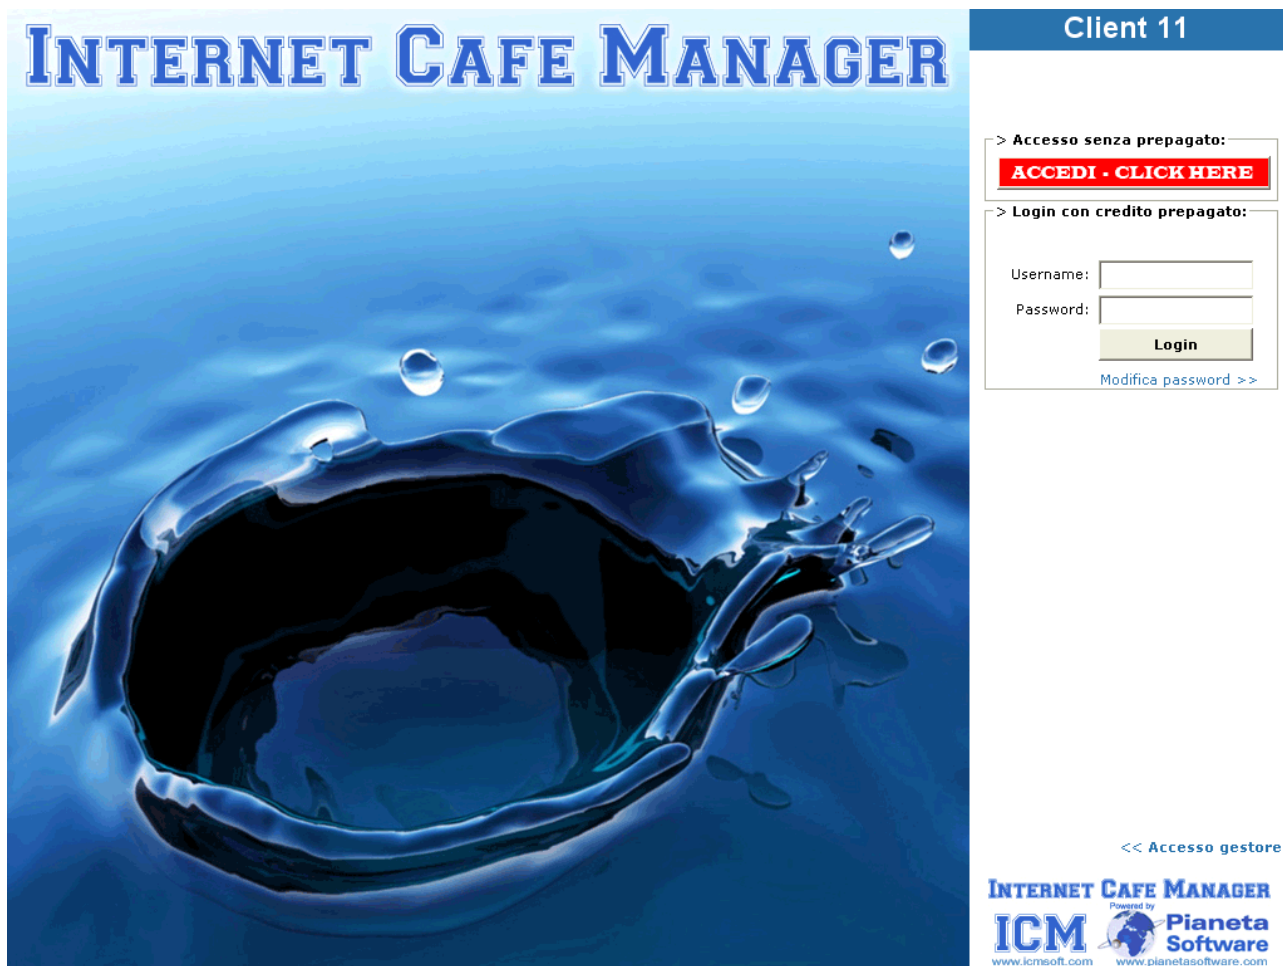 INTERNET CAFE MANAGER
Client 11
> Accesso senza prepagato:
ACCEDI - CLICK HERE
> Login con credito prepagato:
Username:
Password:
Login
Modifica password >>
<< Accesso gestore
INTERNET CAFE MANAGER
Powered by
ICM
Pianeta
Software
www.icmsoft.com
www.pianetasoftware.com